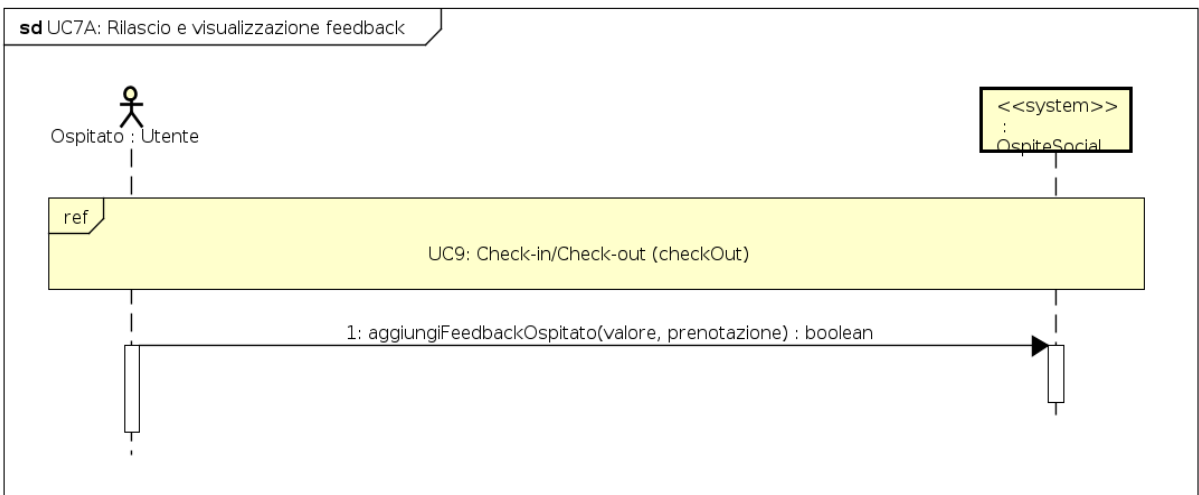 sd UC7A: Rilascio e visualizzazione feedback
Ospitato : Utente
<<system>>
:
OspiteSocial
ref
UC9: Check-in/Check-out (checkOut)
1: aggiungiFeedbackOspitato(valore, prenotazione) : boolean